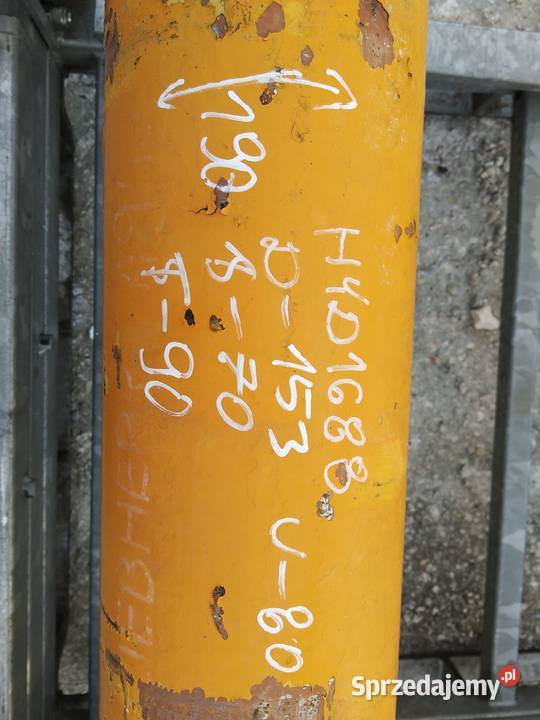 HYD1688
D-153 U-80
B-70
F-90
190
Sprzedajemy.pl